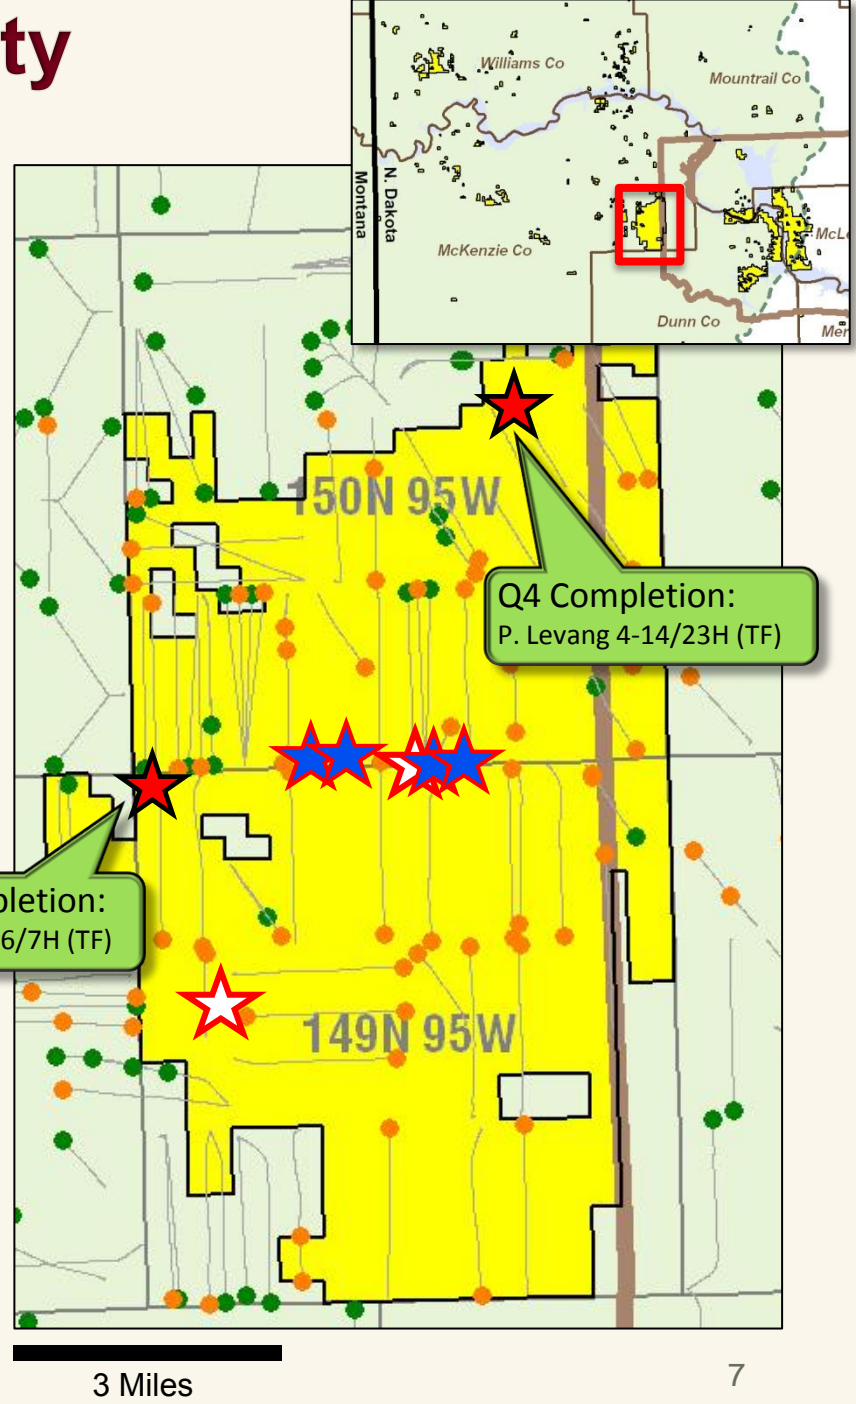 ty
Williams Co
Mountrail Co
Montana
N. Dakota
McKenzie Co
McL
Dunn Co
Mer
150N 95W
Q4 Completion:
P. Levang 4-14/23H (TF)
pletion:
6/7H (TF)
149N 95W
3 Miles
7